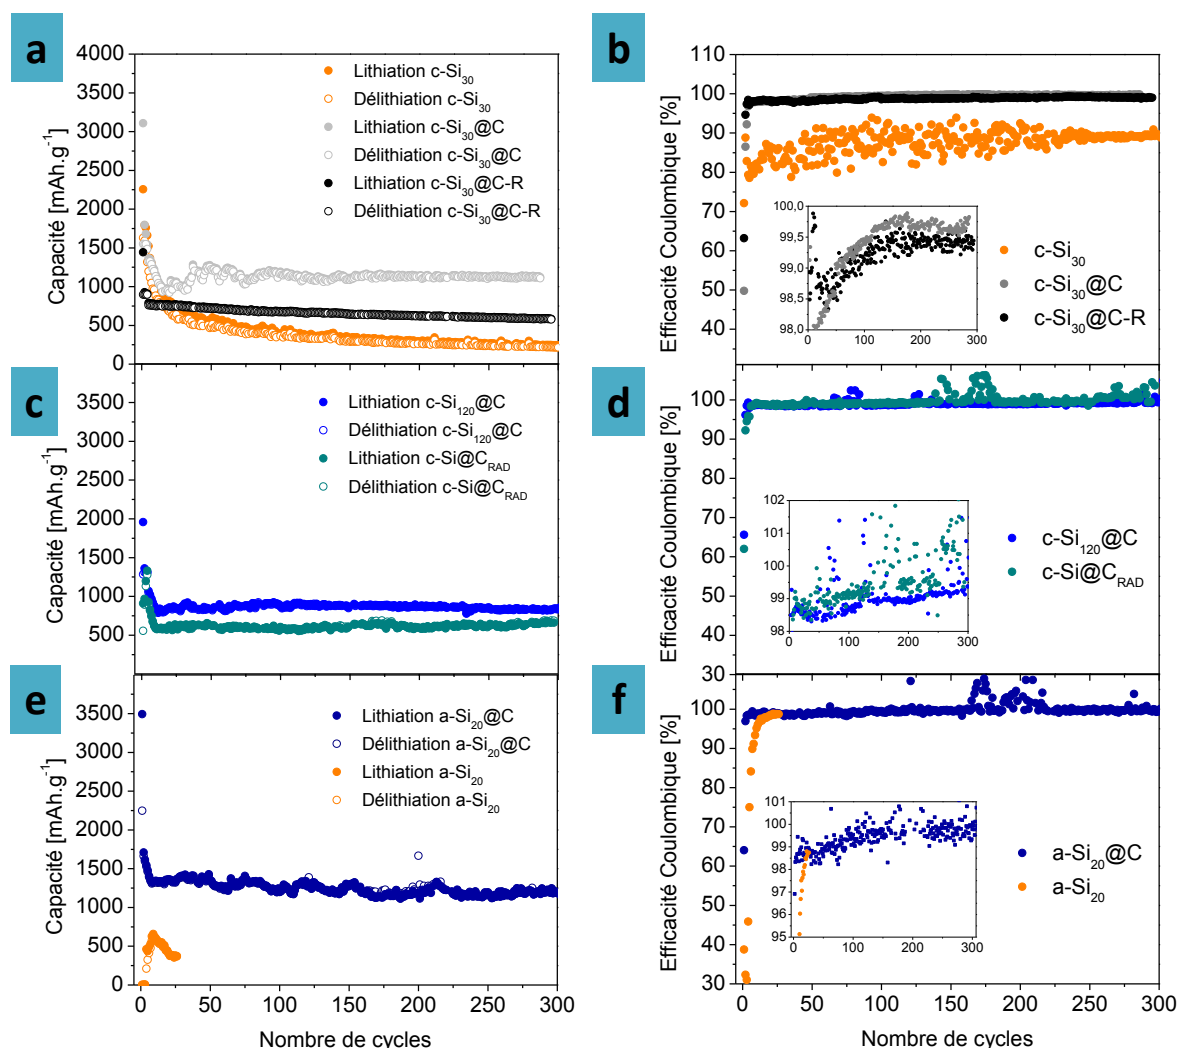 a
4000
3500
3000
2500
2000
1500
1000
500
0
Capacité [mAh.g-1]
Lithiation c-Si30
Délithiation c-Si30
Lithiation c-Si30@C
Délithiation c-Si30@C
Lithiation c-Si30@C-R
Délithiation c-Si30@C-R
b
110
100
90
80
70
60
50
40
Efficacité Coulombique [%]
100,0
99,5
99,0
98,5
98,0
0 100 200 300
c-Si30
c-Si30@C
c-Si30@C-R
c
3500
3000
2500
2000
1500
1000
500
0
Capacité [mAh.g-1]
Lithiation c-Si120@C
Délithiation c-Si120@C
Lithiation c-Si@CRAD
Délithiation c-Si@CRAD
d
100
90
80
70
60
50
40
30
Efficacité Coulombique [%]
102
101
100
99
98
0 100 200 300
c-Si120@C
c-Si@CRAD
e
3500
3000
2500
2000
1500
1000
500
0
Capacité [mAh.g-1]
Lithiation a-Si20@C
Délithiation a-Si20@C
Lithiation a-Si20
Délithiation a-Si20
0 50 100 150 200 250 300
Nombre de cycles
f
100
90
80
70
60
50
40
30
Efficacité Coulombique [%]
101
100
99
98
97
96
95
0 100 200 300
a-Si20@C
a-Si20
0 50 100 150 200 250 300
Nombre de cycles